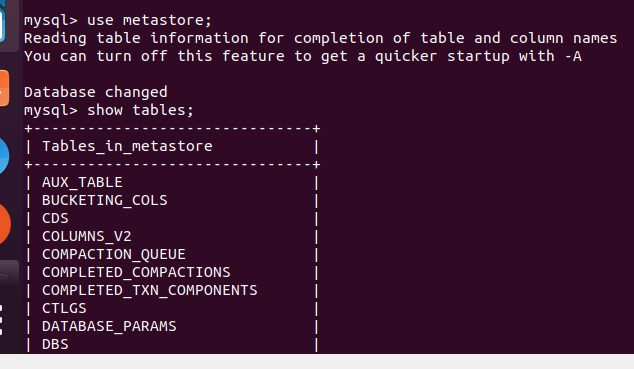 mysql> use metastore;
Reading table information for completion of table and column names
You can turn off this feature to get a quicker startup with -A
Database changed
mysql> show tables;
+-------------------------------+
| Tables_in_metastore |
+-------------------------------+
| AUX_TABLE |
| BUCKETING_COLS |
| CDS |
| COLUMNS_V2 |
| COMPACTION_QUEUE |
| COMPLETED_COMPACTIONS |
| COMPLETED_TXN_COMPONENTS |
| CTLGS |
| DATABASE_PARAMS |
| DBS |